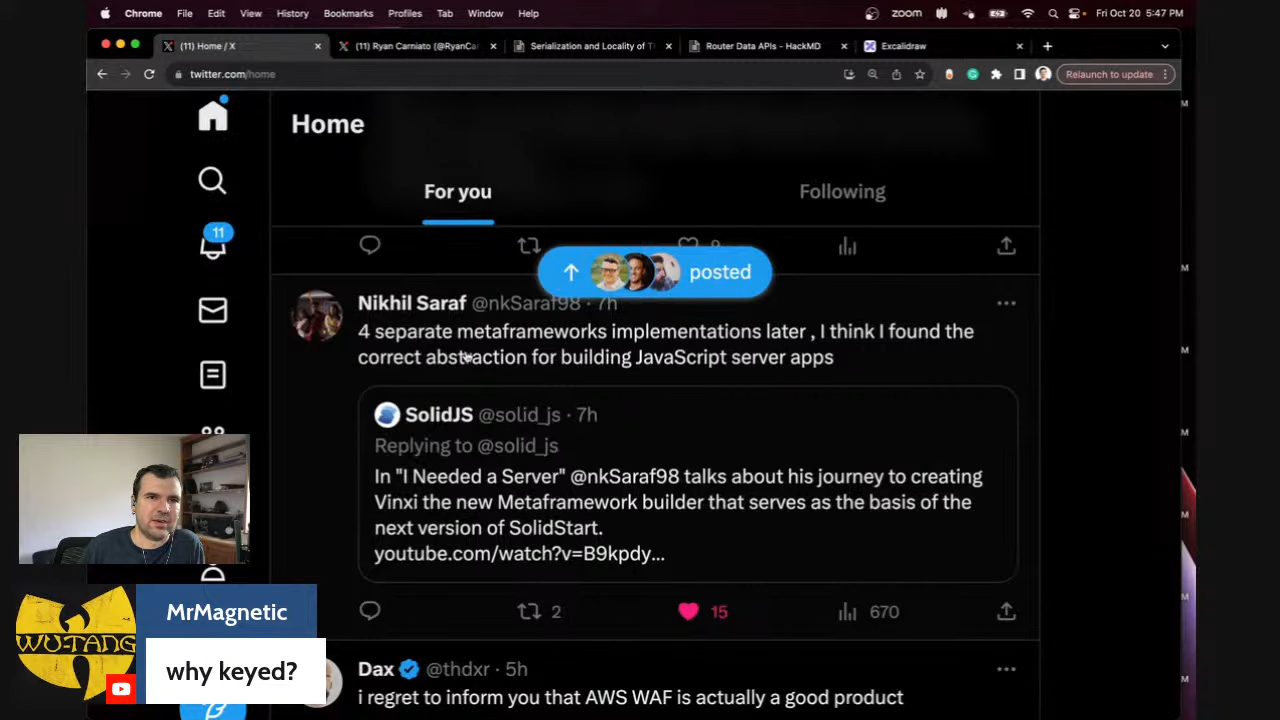 Chrome File Edit View History Bookmarks Profiles Tab Window Help
zoom Fri Oct 20 5:47 PM
(11) Home / X
(11) Ryan Carniato (@RyanCar
Serialization and Locality of T
Router Data APIs - HackMD
Excalidraw
twitter.com/home
Relaunch to update
Home
For you
Following
9
11
posted
Nikhil Saraf @nkSaraf98 · 7h
4 separate metaframeworks implementations later , I think I found the
correct abstraction for building JavaScript server apps
SolidJS @solid_js · 7h
Replying to @solid_js
In "I Needed a Server" @nkSaraf98 talks about his journey to creating
Vinxi the new Metaframework builder that serves as the basis of the
next version of SolidStart.
youtube.com/watch?v=B9kpdy...
2
15
670
Dax @thdxr · 5h
i regret to inform you that AWS WAF is actually a good product
WU-TANG
MrMagnetic
why keyed?
M
M
M
M
M
M
M